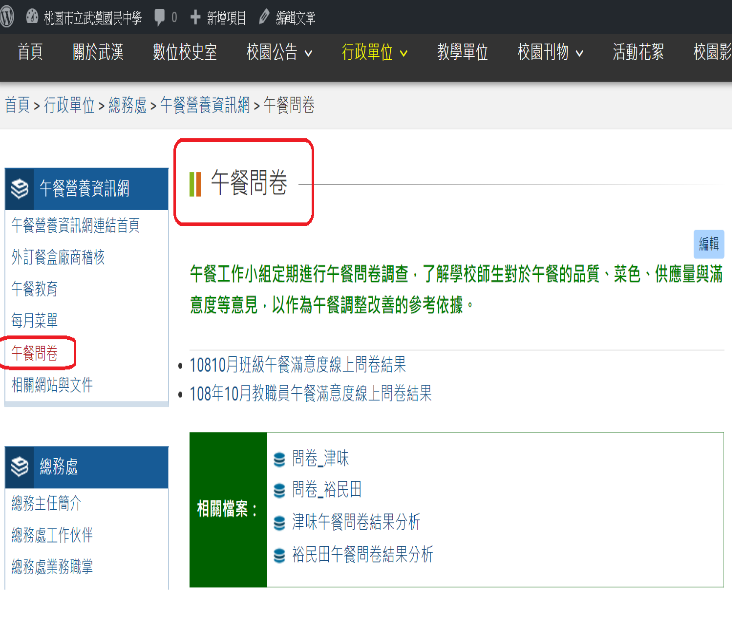 桃園市立武漢國民中學 0 新增項目 編輯文章
首頁 關於武漢 數位校史室 校園公告 行政單位 教學單位 校園刊物 活動花絮 校園影
首頁 > 行政單位 > 總務處 > 午餐營養資訊網 > 午餐問卷
午餐營養資訊網
午餐營養資訊網連結首頁
外訂餐盒廠商稽核
午餐教育
每月菜單
午餐問卷
相關網站與文件
總務處
總務主任簡介
總務處工作伙伴
總務處業務職掌
午餐問卷
編輯
午餐工作小組定期進行午餐問卷調查，了解學校師生對於午餐的品質、菜色、供應量與滿
意度等意見，以作為午餐調整改善的參考依據。
10810月班級午餐滿意度線上問卷結果
108年10月教職員午餐滿意度線上問卷結果
相關檔案：
問卷_津味
問卷_裕民田
津味午餐問卷結果分析
裕民田午餐問卷結果分析